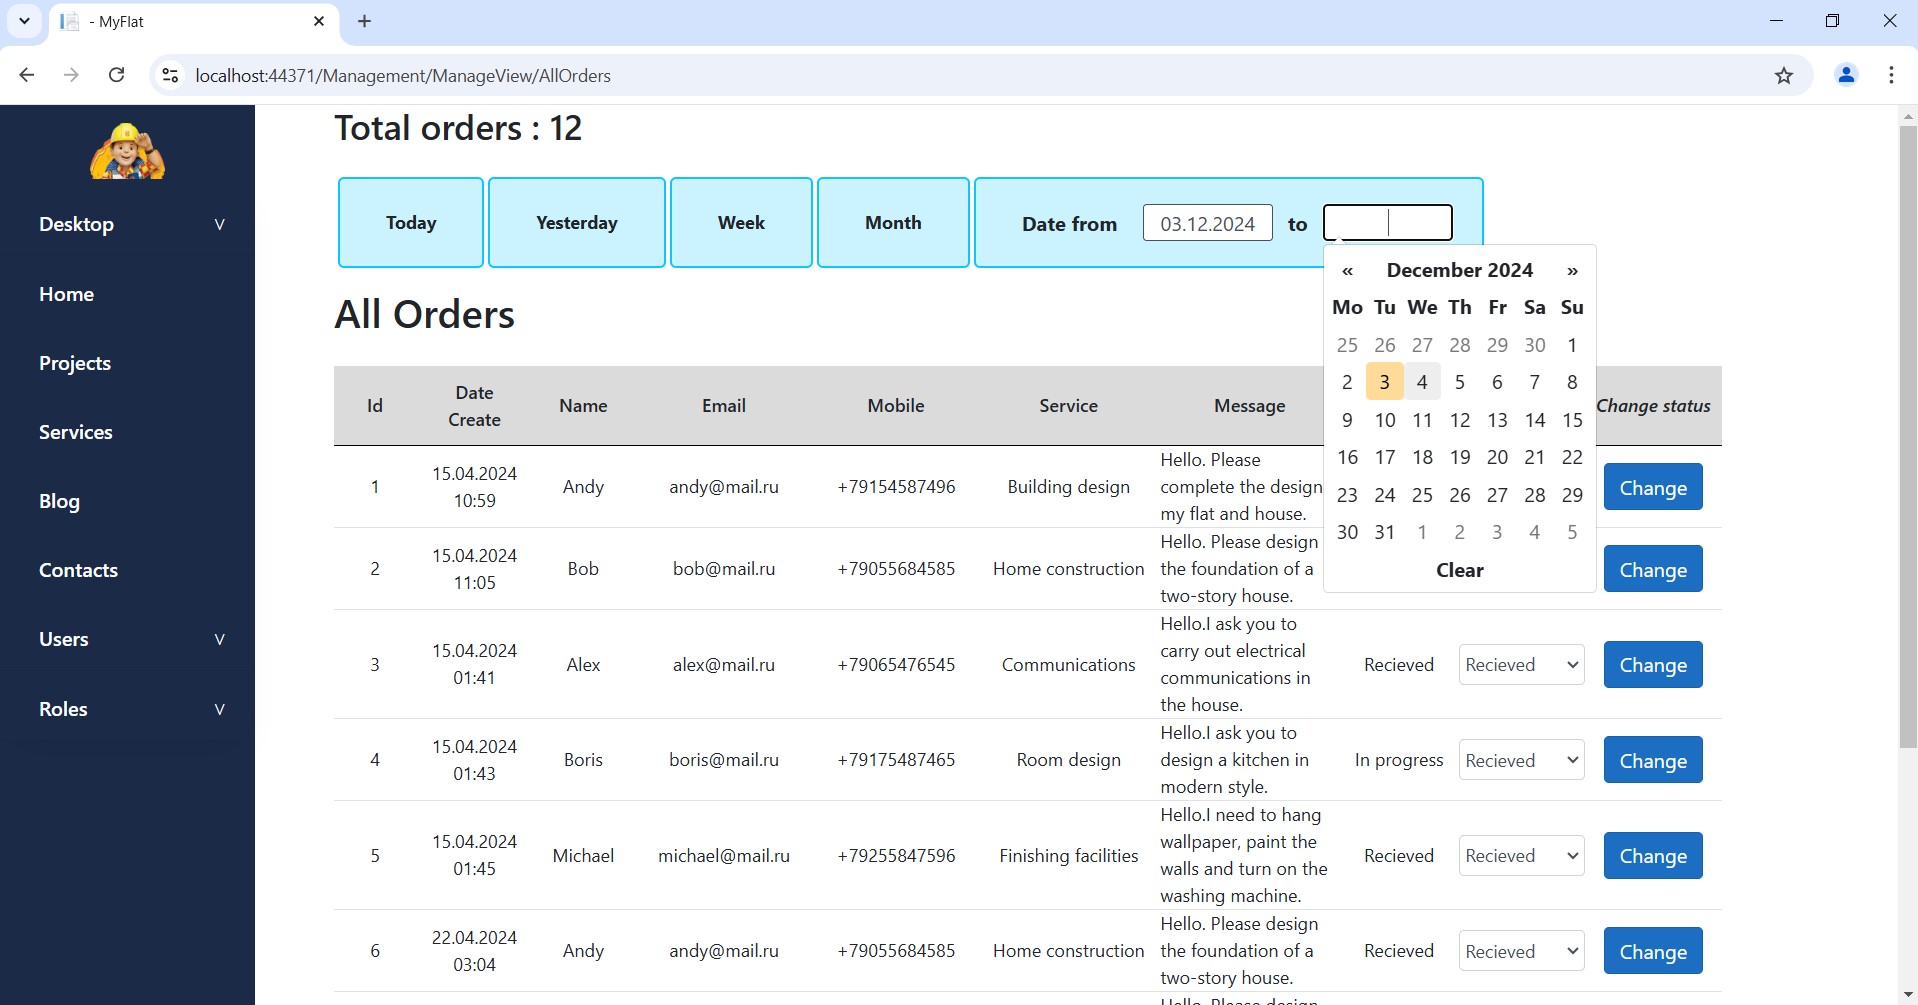 - MyFlat
localhost:44371/Management/ManageView/AllOrders
Desktop V
Home
Projects
Services
Blog
Contacts
Users V
Roles V
Total orders : 12
Today Yesterday Week Month Date from 03.12.2024 to
« December 2024 »
Mo Tu We Th Fr Sa Su
25 26 27 28 29 30 1
2 3 4 5 6 7 8
9 10 11 12 13 14 15
16 17 18 19 20 21 22
23 24 25 26 27 28 29
30 31 1 2 3 4 5
Clear
All Orders
Id Date Create Name Email Mobile Service Message Change status
1 15.04.2024 10:59 Andy andy@mail.ru +79154587496 Building design
Hello. Please
complete the design
my flat and house.
Change
2 15.04.2024 11:05 Bob bob@mail.ru +79055684585 Home construction
Hello. Please design
the foundation of a
two-story house.
Change
3 15.04.2024 01:41 Alex alex@mail.ru +79065476545 Communications
Hello.I ask you to
carry out electrical
communications in
the house.
Recieved Recieved Change
4 15.04.2024 01:43 Boris boris@mail.ru +79175487465 Room design
Hello.I ask you to
design a kitchen in
modern style.
In progress Recieved Change
5 15.04.2024 01:45 Michael michael@mail.ru +79255847596 Finishing facilities
Hello.I need to hang
wallpaper, paint the
walls and turn on the
washing machine.
Recieved Recieved Change
6 22.04.2024 03:04 Andy andy@mail.ru +79055684585 Home construction
Hello. Please design
the foundation of a
two-story house.
Recieved Recieved Change
Hello. Please design